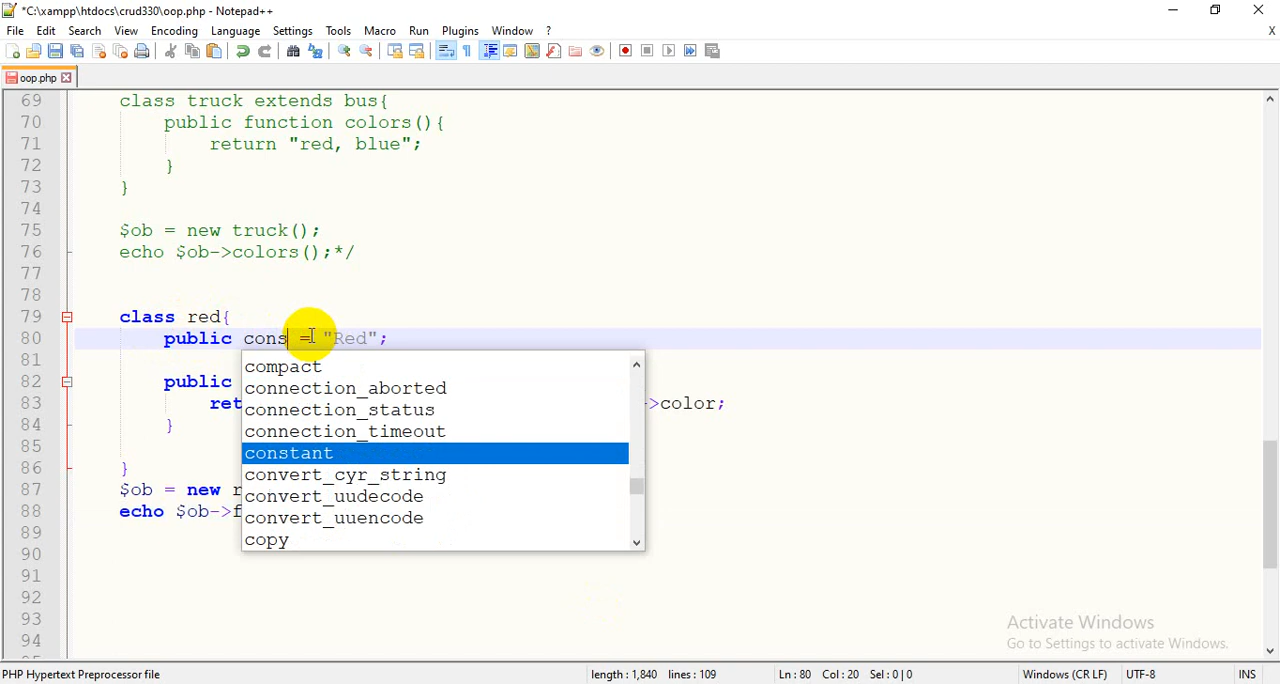 *C:\xampp\htdocs\crud330\oop.php - Notepad++
File Edit Search View Encoding Language Settings Tools Macro Run Plugins Window ? X
oop.php
69 class truck extends bus{
70 public function colors(){
71 return "red, blue";
72 }
73 }
74
75 $ob = new truck();
76 echo $ob->colors();*/
77
78
79 class red{
80 public cons = "Red";
81
compact
82 public
connection_aborted
83 ret >color;
connection_status
84 }
connection_timeout
85
constant
86 }
convert_cyr_string
87 $ob = new r
convert_uudecode
88 echo $ob->f
convert_uuencode
89
copy
90
91
92
93
94
Activate Windows
Go to Settings to activate Windows.
PHP Hypertext Preprocessor file length : 1,840 lines : 109 Ln : 80 Col : 20 Sel : 0 | 0 Windows (CR LF) UTF-8 INS